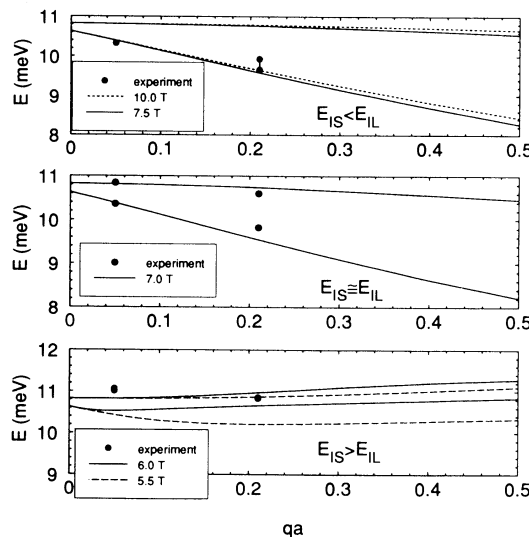 11
10
9
8
E (meV)
experiment
10.0 T
7.5 T
E_IS<E_IL
0 0.1 0.2 0.3 0.4 0.5
11
10
9
8
E (meV)
experiment
7.0 T
E_IS≅E_IL
0 0.1 0.2 0.3 0.4 0.5
12
11
10
9
E (meV)
experiment
6.0 T
5.5 T
E_IS>E_IL
0 0.2 0.3 0.4 0.5
qa